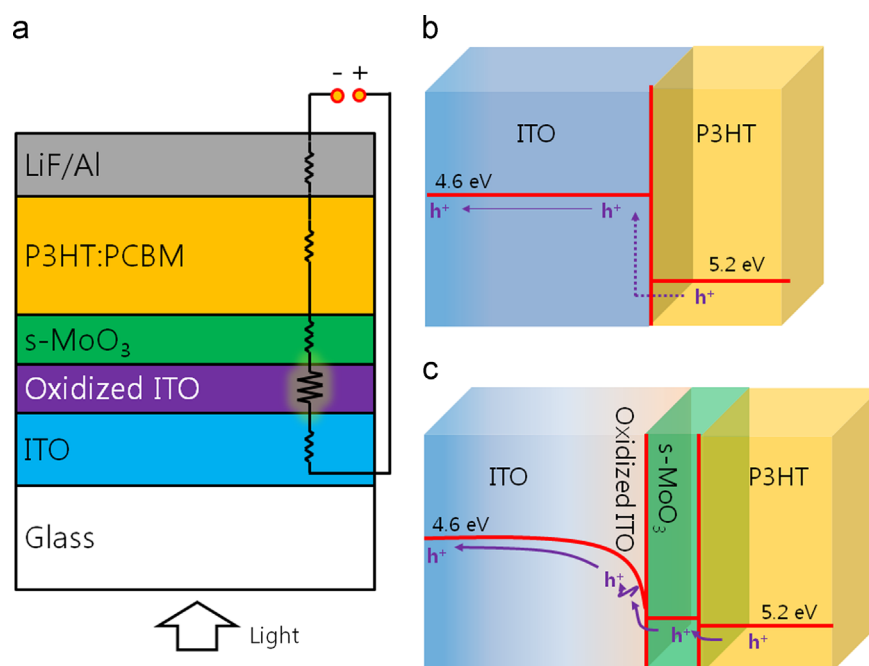 a
- +
LiF/Al
P3HT:PCBM
s-MoO₃
Oxidized ITO
ITO
Glass
Light
b
ITO
P3HT
4.6 eV
h⁺
h⁺
5.2 eV
h⁺
c
ITO
Oxidized ITO
s-MoO₃
P3HT
4.6 eV
h⁺
h⁺
h⁺
5.2 eV
h⁺